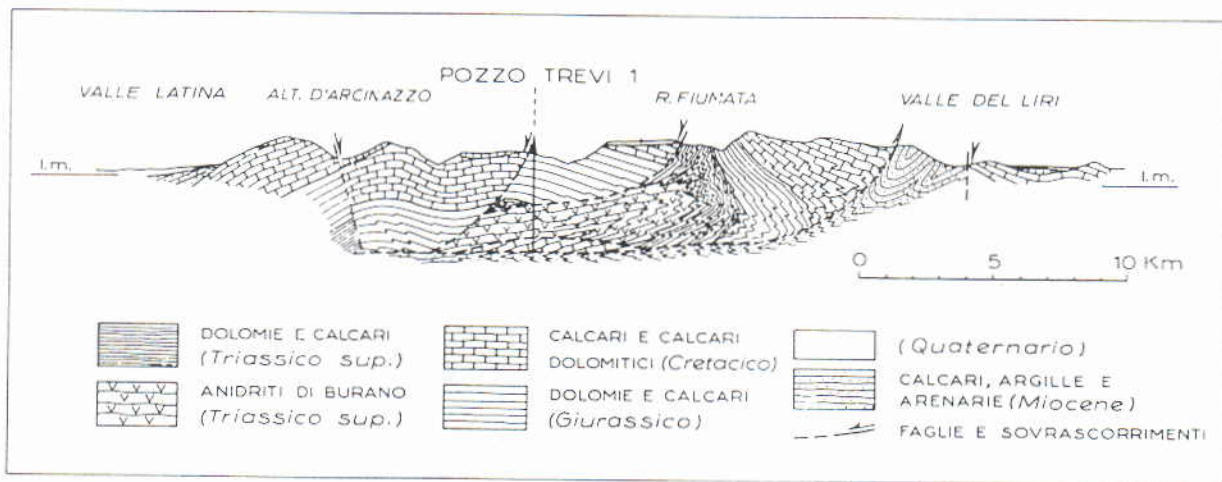 POZZO TREVI 1
VALLE LATINA
ALT. D'ARCINAZZO
R. FIUMATA
VALLE DEL LIRI
l.m.
l.m.
0 5 10 Km
DOLOMIE E CALCARI
(Triassico sup.)
ANIDRITI DI BURANO
(Triassico sup.)
CALCARI E CALCARI
DOLOMITICI (Cretacico)
DOLOMIE E CALCARI
(Giurassico)
(Quaternario)
CALCARI, ARGILLE E
ARENARIE (Miocene)
FAGLIE E SOVRASCORRIMENTI